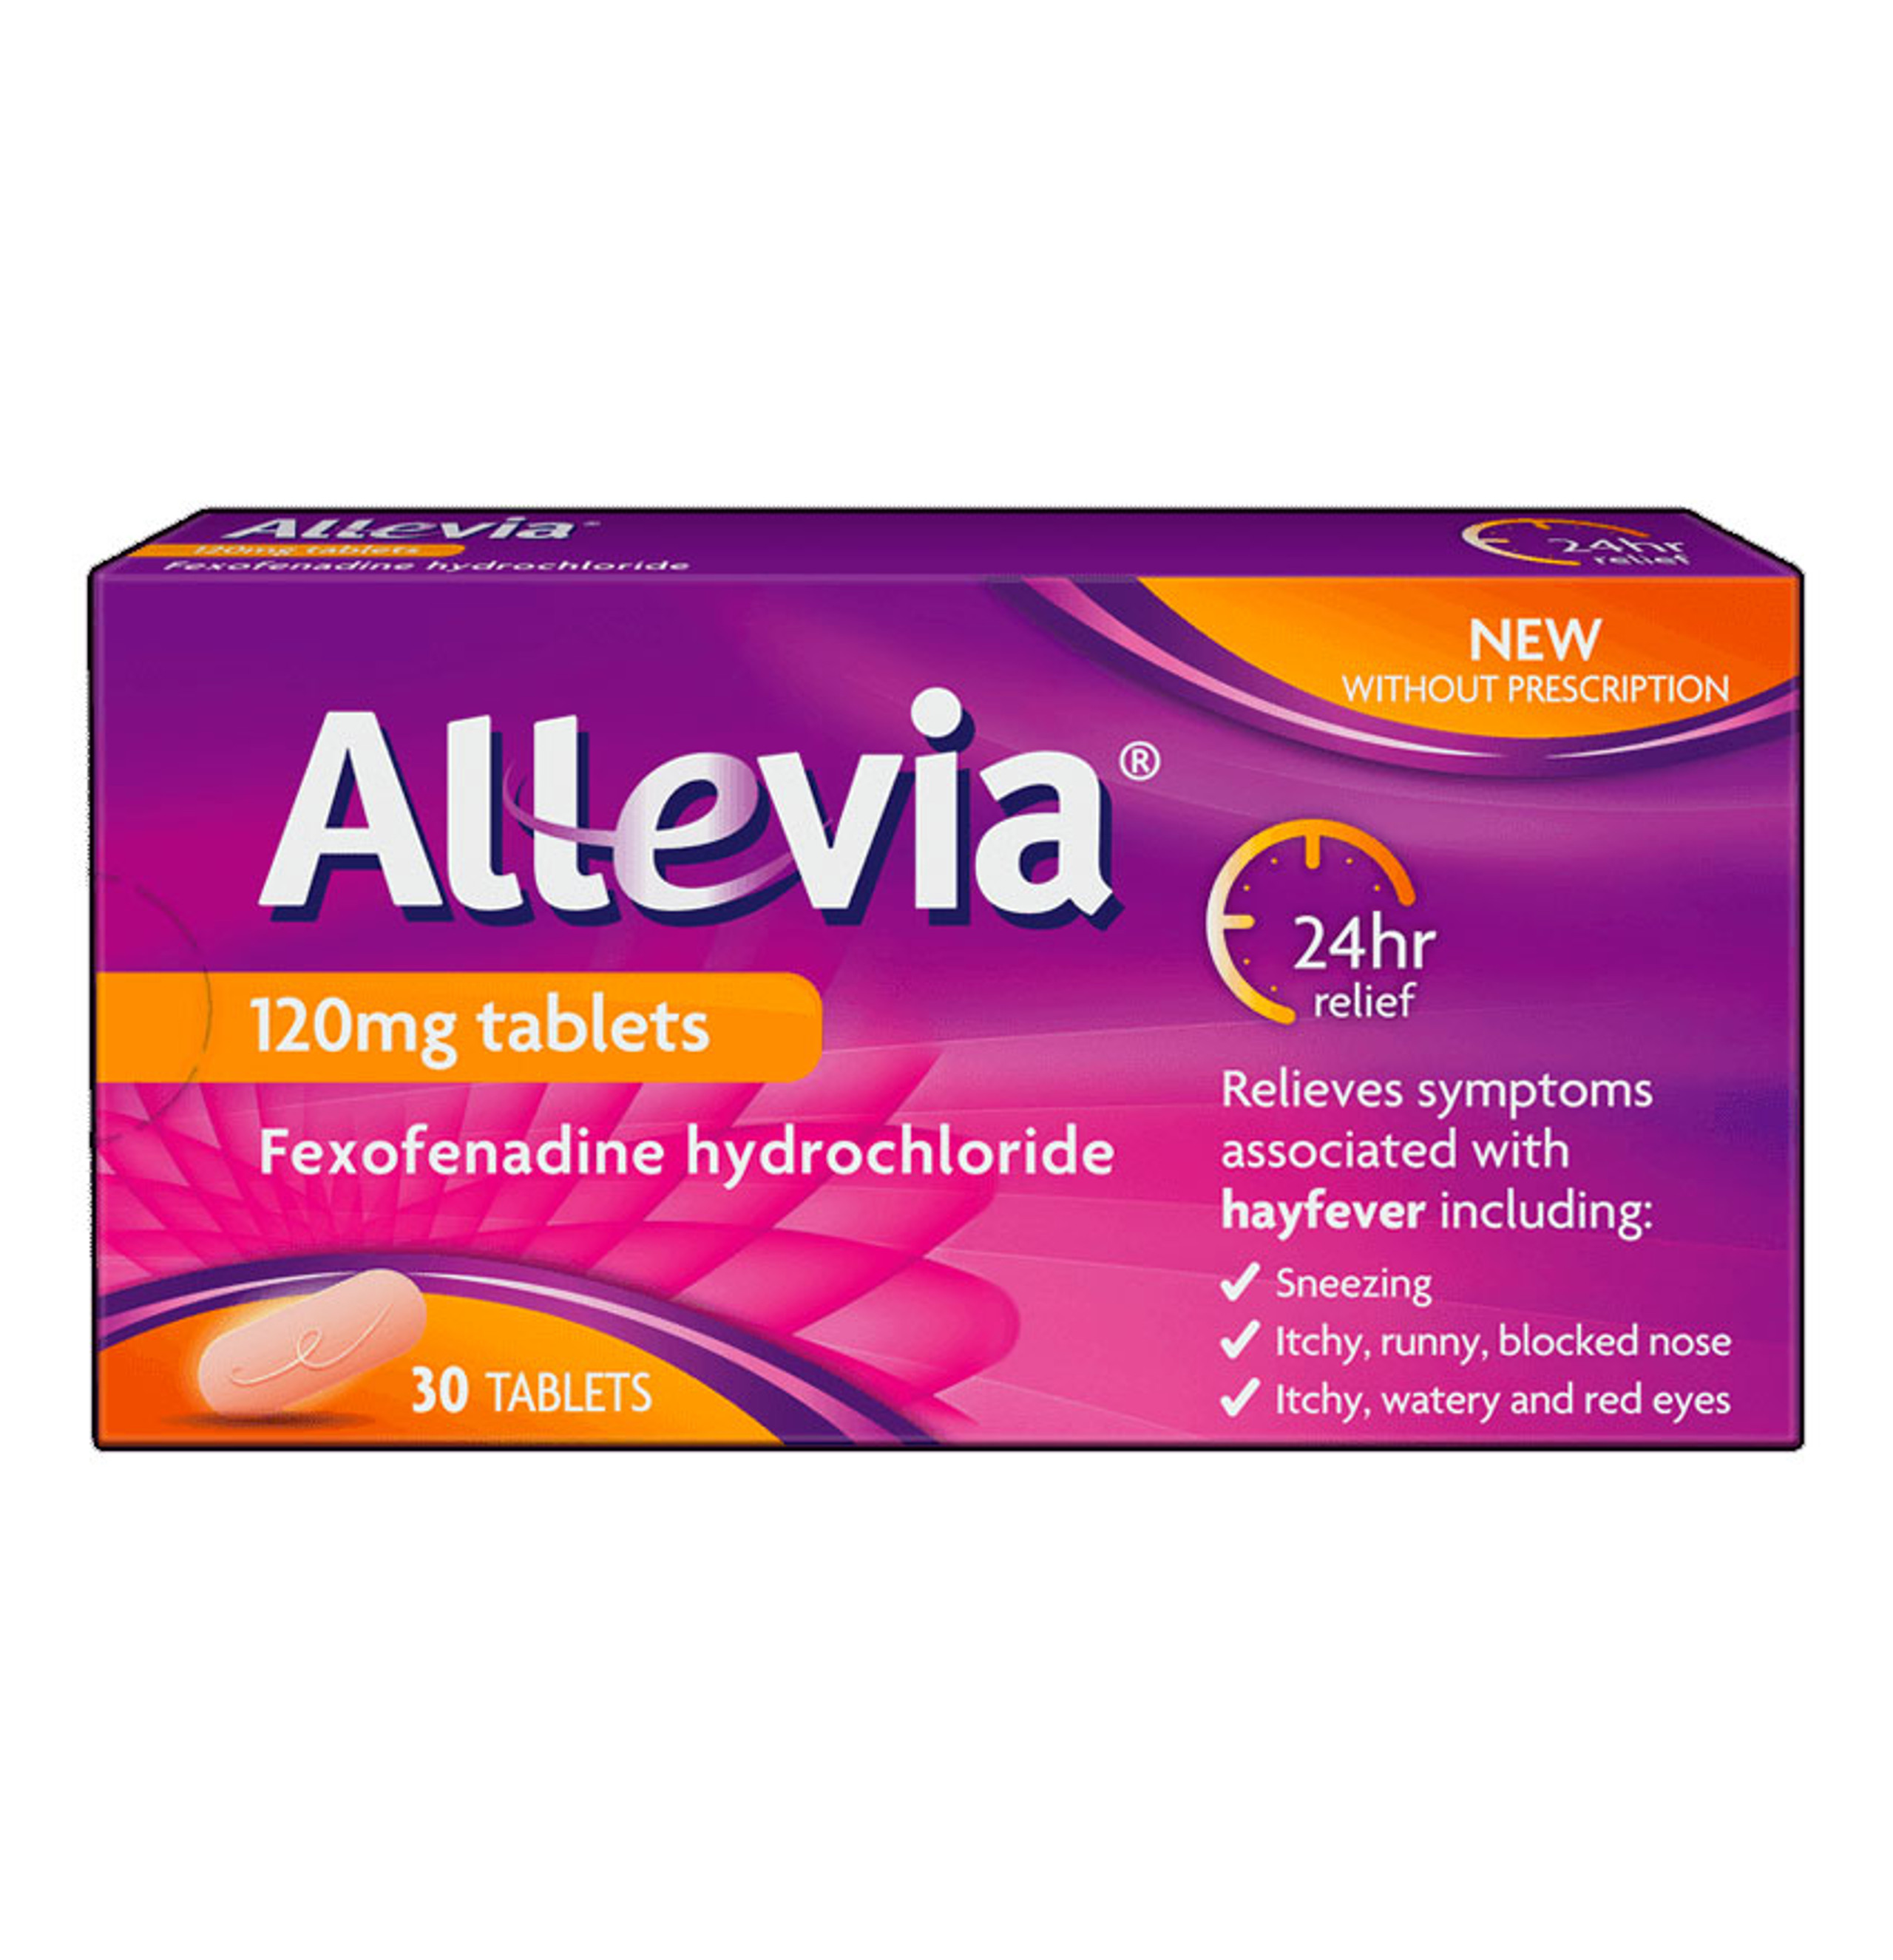 Allevia®
120mg tablets
Fexofenadine hydrochloride
24hr
relief
NEW
WITHOUT PRESCRIPTION
Allevia®
24hr
relief
120mg tablets
Fexofenadine hydrochloride
Relieves symptoms
associated with
hayfever including:
✓ Sneezing
✓ Itchy, runny, blocked nose
✓ Itchy, watery and red eyes
30 TABLETS